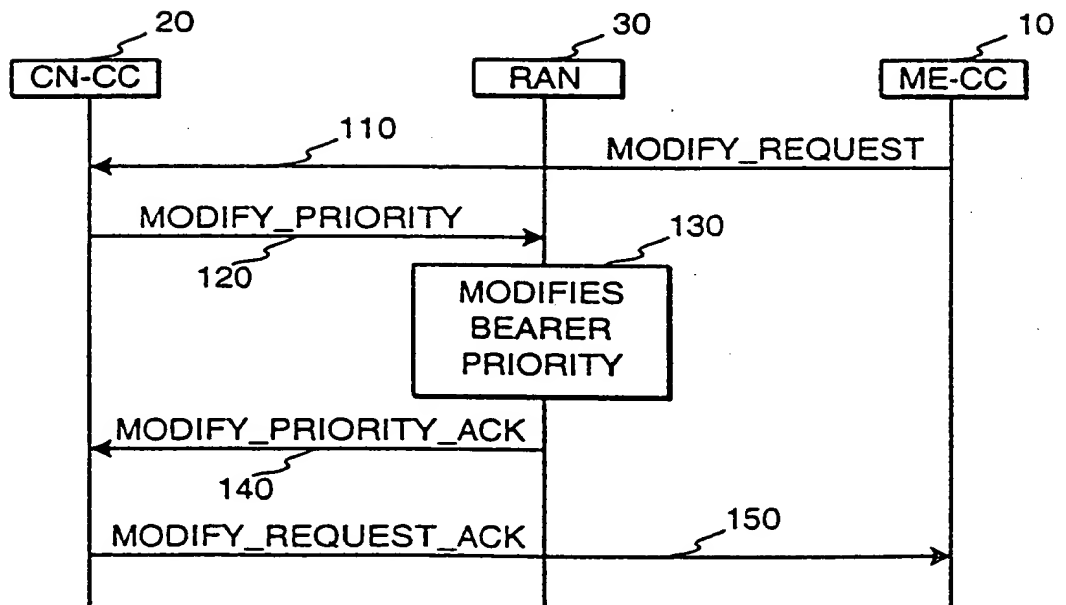 20
30
10
CN-CC
RAN
ME-CC
110
MODIFY_REQUEST
MODIFY_PRIORITY
120
130
MODIFIES
BEARER
PRIORITY
MODIFY_PRIORITY_ACK
140
MODIFY_REQUEST_ACK
150